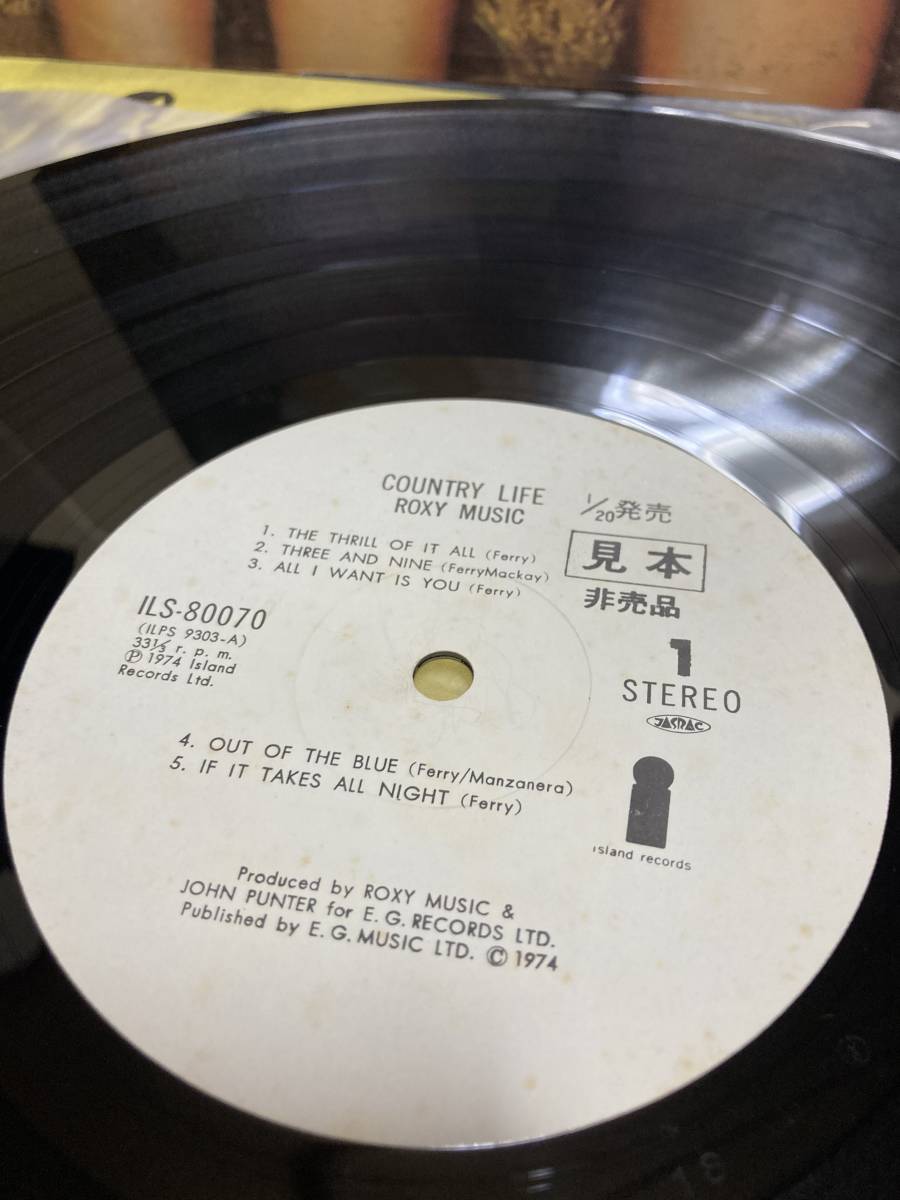 COUNTRY LIFE
ROXY MUSIC
1/20発売
見本
非売品
1. THE THRILL OF IT ALL (Ferry)
2. THREE AND NINE (FerryMackay)
3. ALL I WANT IS YOU (Ferry)
ILS-80070
(ILPS 9303-A)
33⅓ r. p. m.
Ⓟ 1974 Island
Records Ltd.
1
STEREO
JASRAC
4. OUT OF THE BLUE (Ferry/Manzanera)
5. IF IT TAKES ALL NIGHT (Ferry)
island records
Produced by ROXY MUSIC &
JOHN PUNTER for E. G. RECORDS LTD.
Published by E. G. MUSIC LTD. © 1974
18